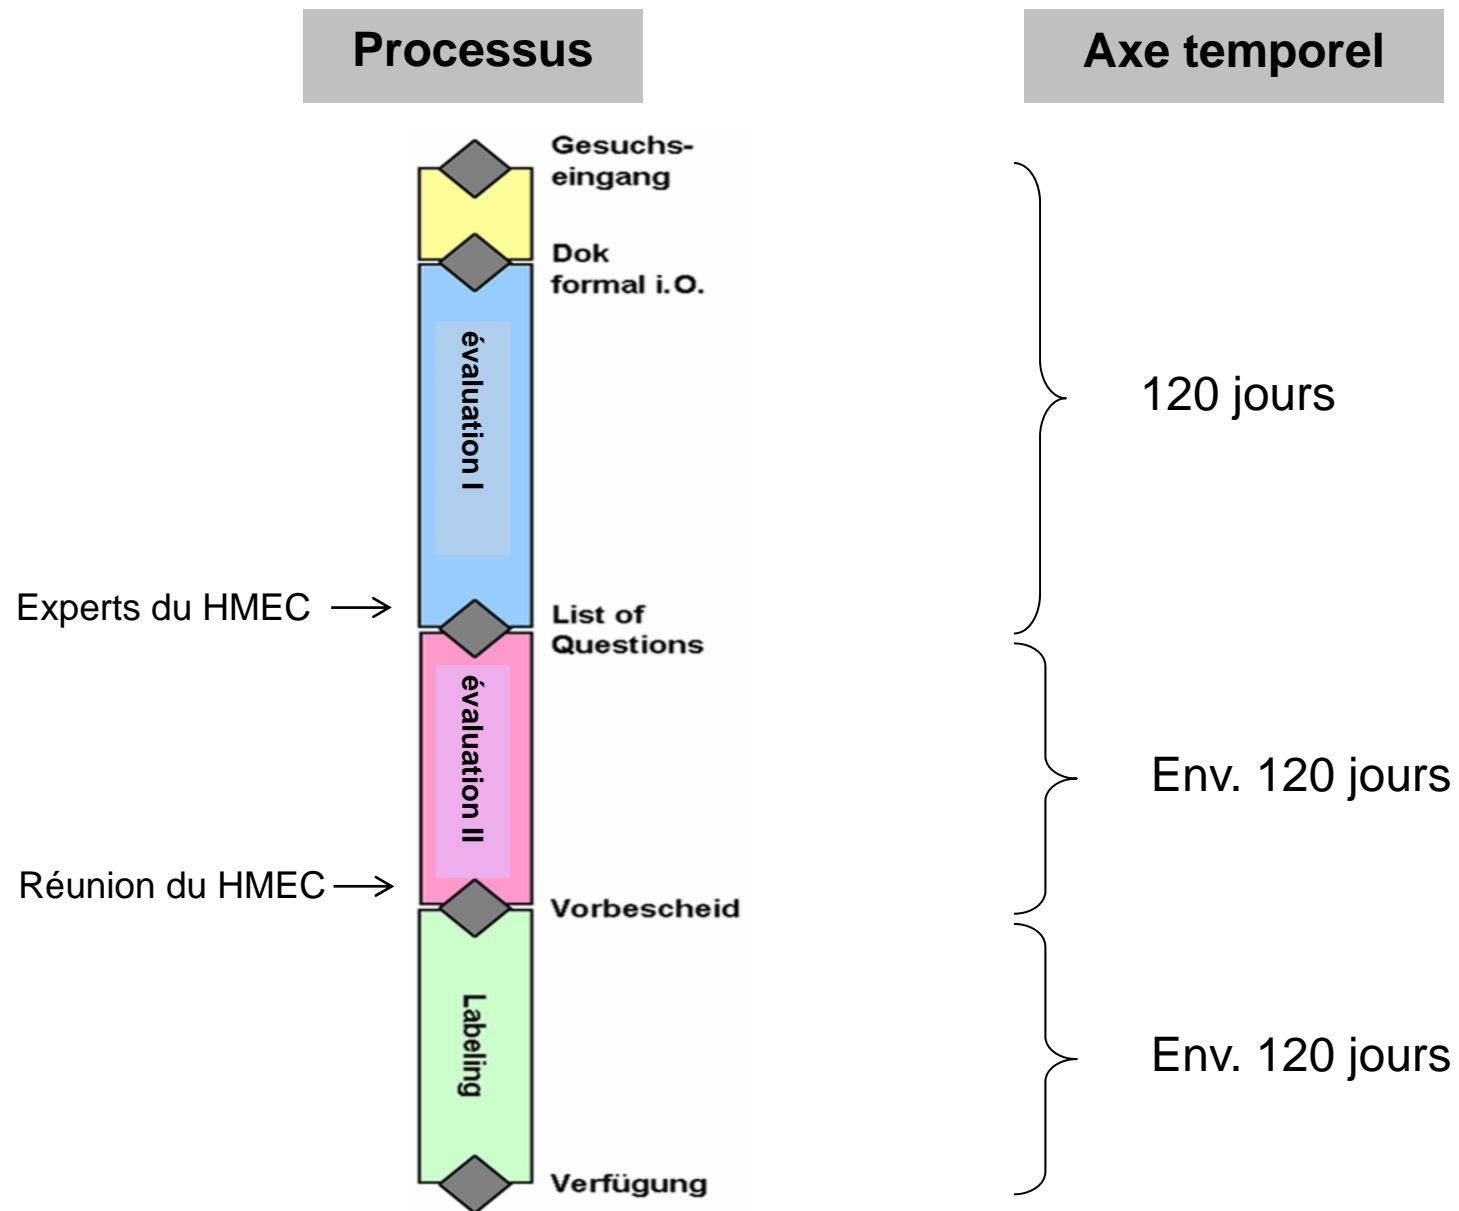 Processus
Axe temporel
Gesuchs-
eingang
Dok
formal i.O.
évaluation I
120 jours
Experts du HMEC
List of
Questions
évaluation II
Env. 120 jours
Réunion du HMEC
Vorbescheid
Labeling
Env. 120 jours
Verfügung